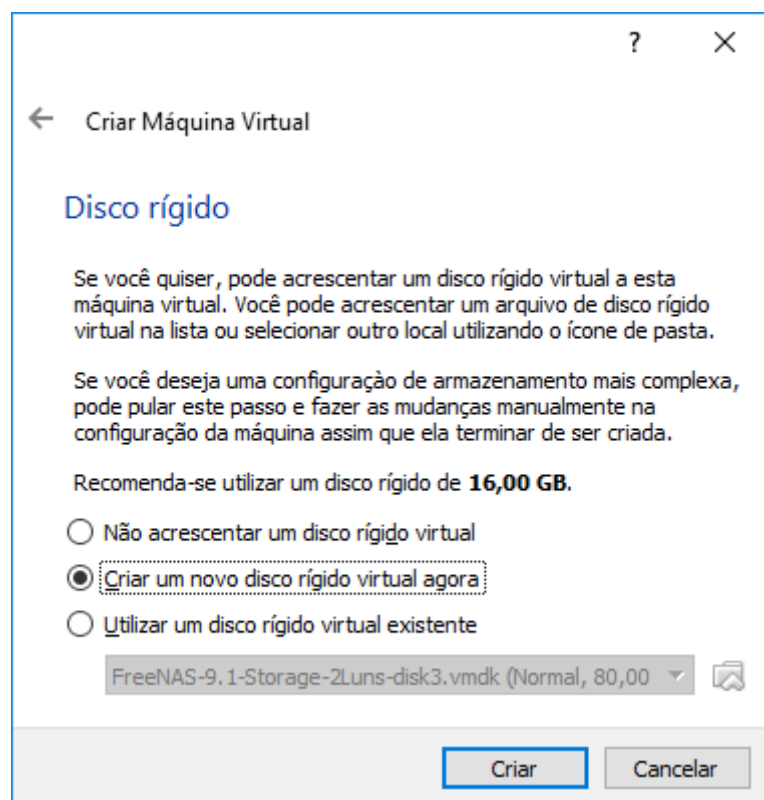 ?
Criar Máquina Virtual
Disco rígido
Se você quiser, pode acrescentar um disco rígido virtual a esta
máquina virtual. Você pode acrescentar um arquivo de disco rígido
virtual na lista ou selecionar outro local utilizando o ícone de pasta.
Se você deseja uma configuraçào de armazenamento mais complexa,
pode pular este passo e fazer as mudanças manualmente na
configuração da máquina assim que ela terminar de ser criada.
Recomenda-se utilizar um disco rígido de 16,00 GB.
Não acrescentar um disco rígido virtual
Criar um novo disco rígido virtual agora
Utilizar um disco rígido virtual existente
FreeNAS-9.1-Storage-2Luns-disk3.vmdk (Normal, 80,00
Criar Cancelar